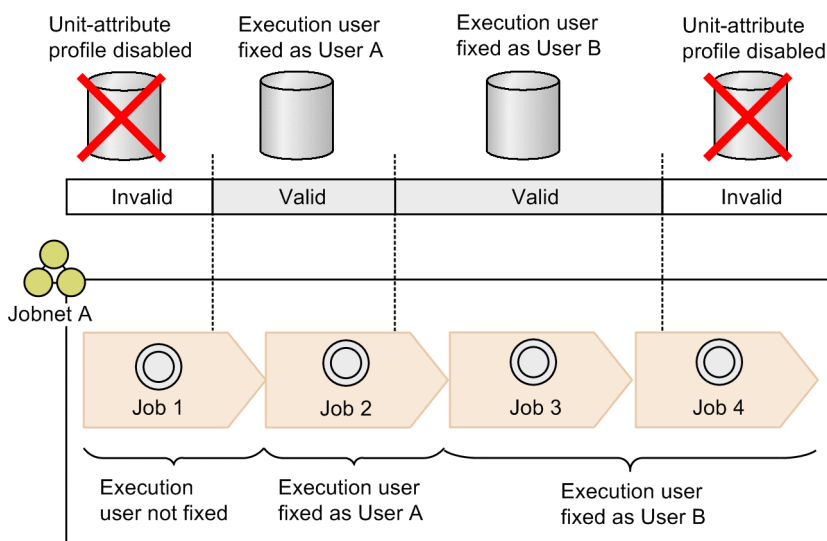 Unit-attribute
profile disabled
Execution user
fixed as User A
Execution user
fixed as User B
Unit-attribute
profile disabled
Invalid
Valid
Valid
Invalid
Jobnet A
Job 1
Job 2
Job 3
Job 4
Execution
user not fixed
Execution user
fixed as User A
Execution user
fixed as User B